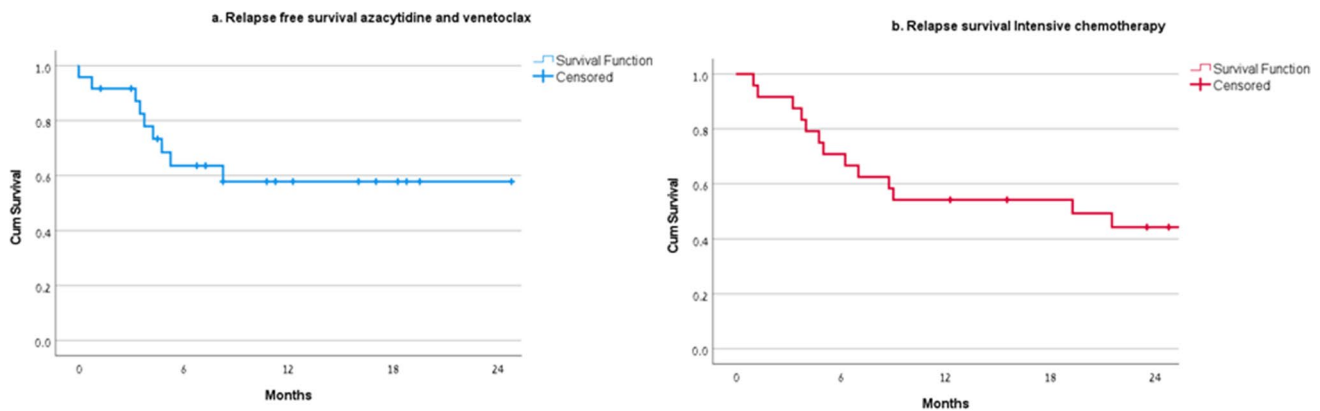 a. Relapse free survival azacytidine and venetoclax
Survival Function
Censored
1.0
0.8
0.6
0.4
0.2
0.0
Cum Survival
0 6 12 18 24
Months
b. Relapse survival Intensive chemotherapy
Survival Function
Censored
1.0
0.8
0.6
0.4
0.2
0.0
Cum Survival
0 6 12 18 24
Months